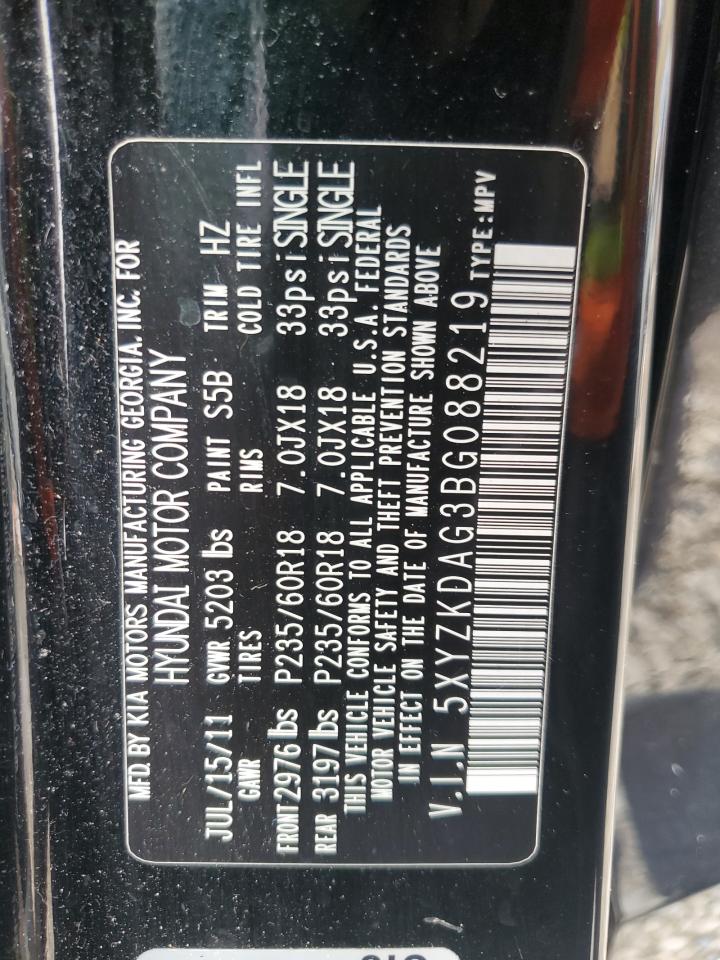 MFD. BY KIA MOTORS MANUFACTURING GEORGIA. INC. FOR
HYUNDAI MOTOR COMPANY
JUL/15/11 GVWR 5203 lbs PAINT S5B TRIM HZ
GAWR TIRES RIMS COLD TIRE INFL
FRONT 2976 lbs P235/60R18 7.0JX18 33psi SINGLE
REAR 3197 lbs P235/60R18 7.0JX18 33psi SINGLE
THIS VEHICLE CONFORMS TO ALL APPLICABLE U.S.A. FEDERAL
MOTOR VEHICLE SAFETY AND THEFT PREVENTION STANDARDS
IN EFFECT ON THE DATE OF MANUFACTURE SHOWN ABOVE
V.I.N 5XYZKDAG3BG088219 TYPE:MPV